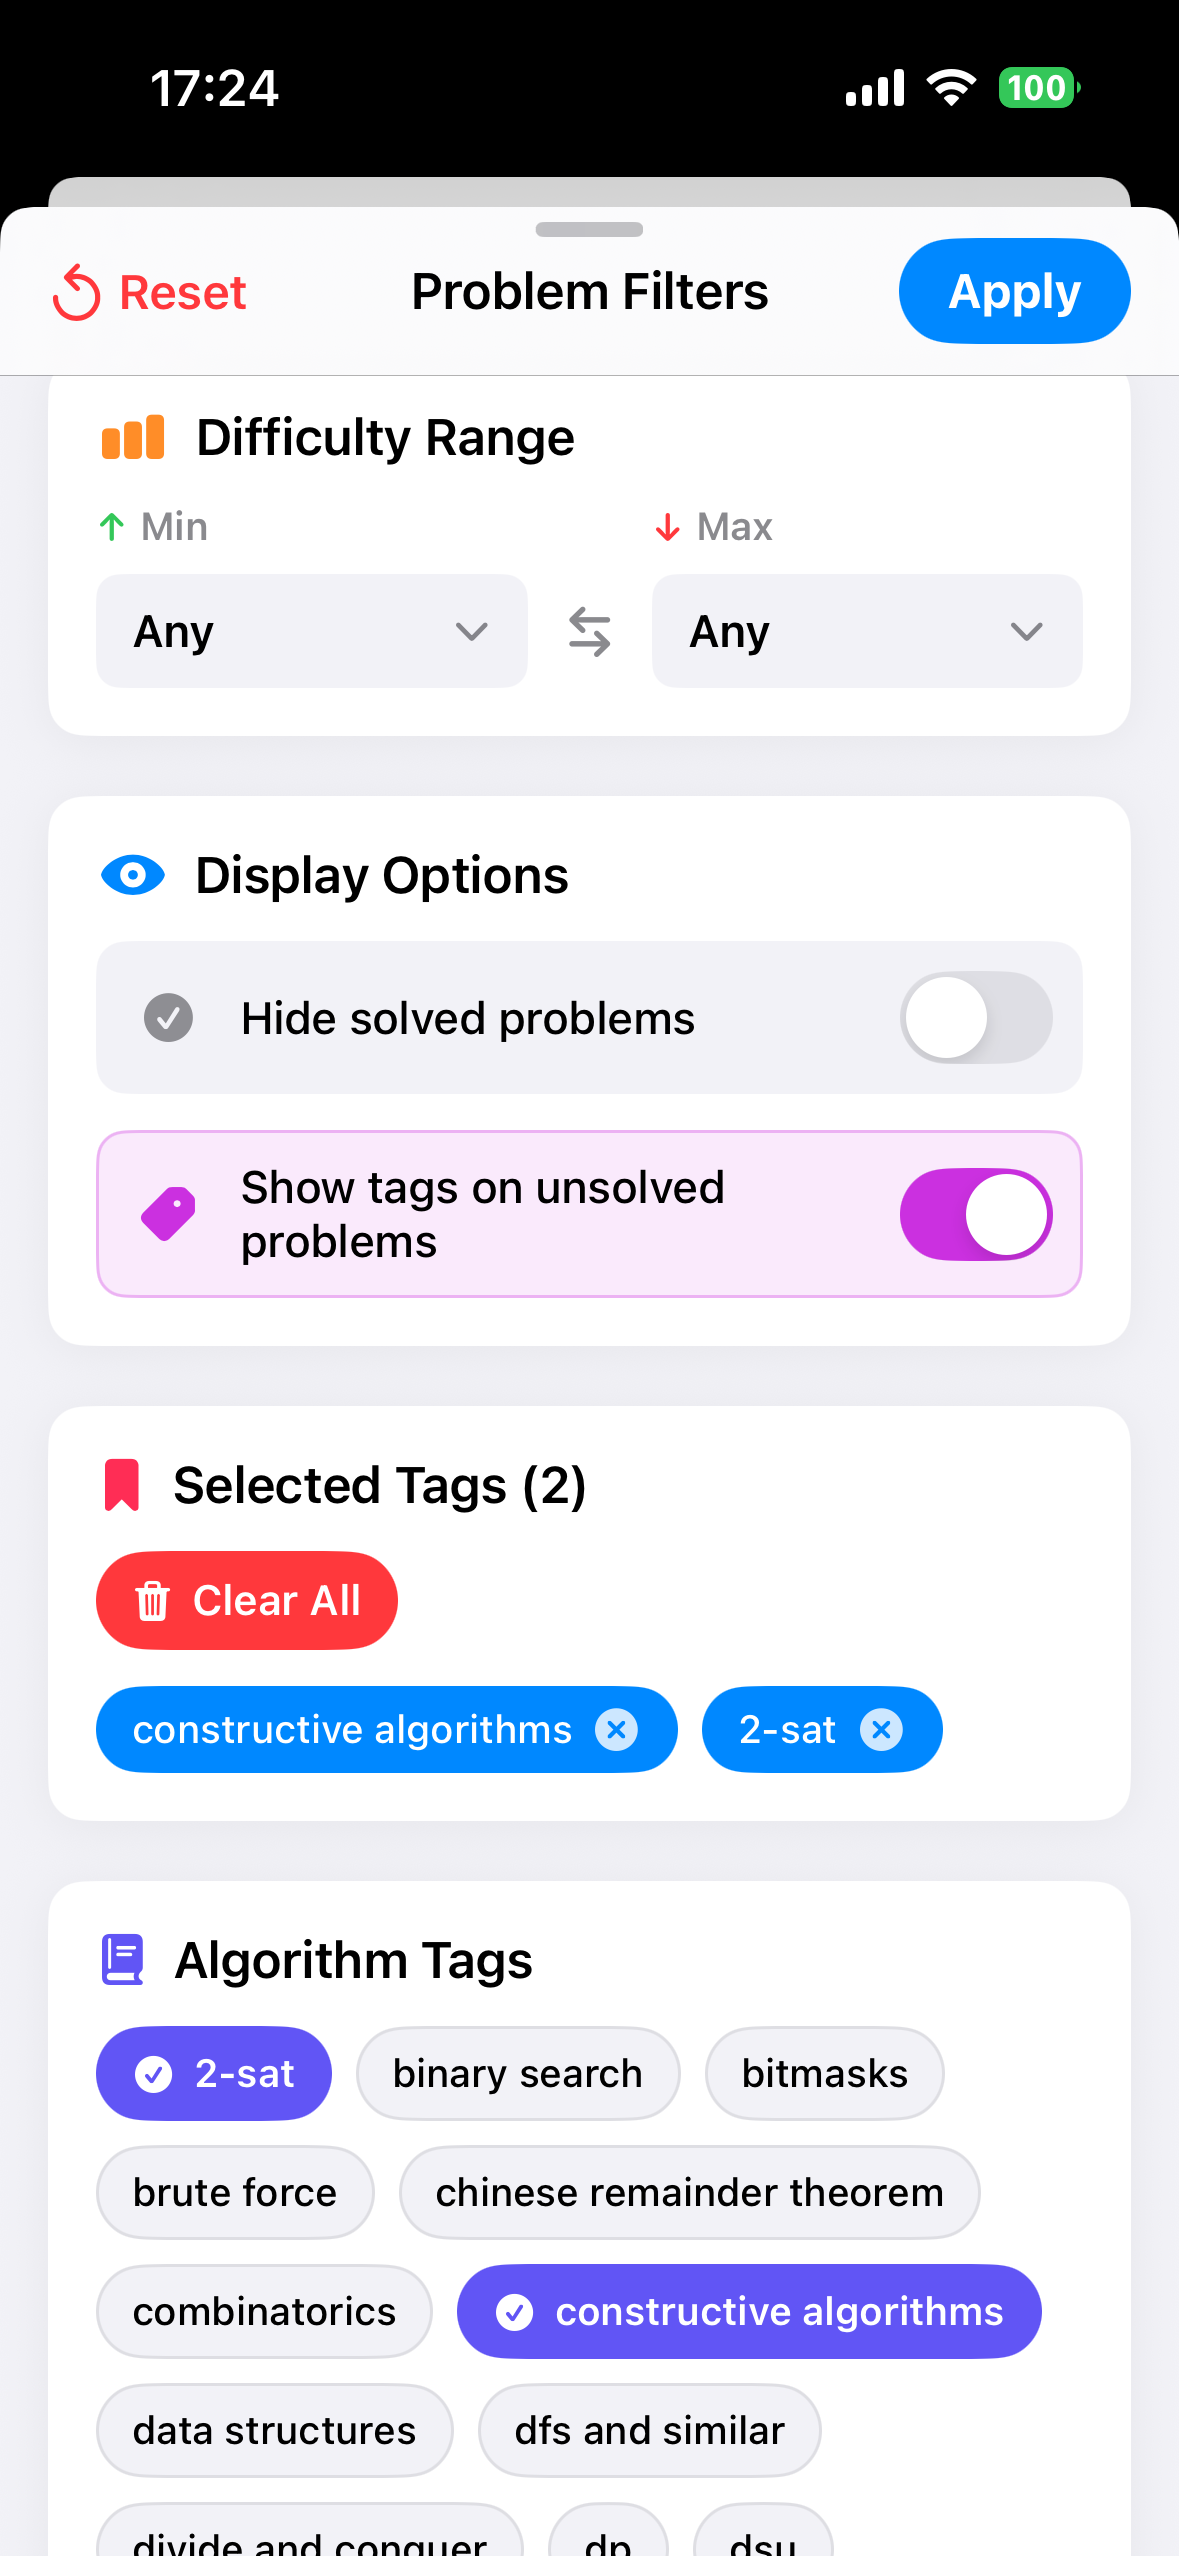 17:24
100
Reset
Problem Filters
Apply
Difficulty Range
Min
Max
Any
Any
Display Options
Hide solved problems
Show tags on unsolved
problems
Selected Tags (2)
Clear All
constructive algorithms
2-sat
Algorithm Tags
2-sat
binary search
bitmasks
brute force
chinese remainder theorem
combinatorics
constructive algorithms
data structures
dfs and similar
divide and conquer
dp
dsu